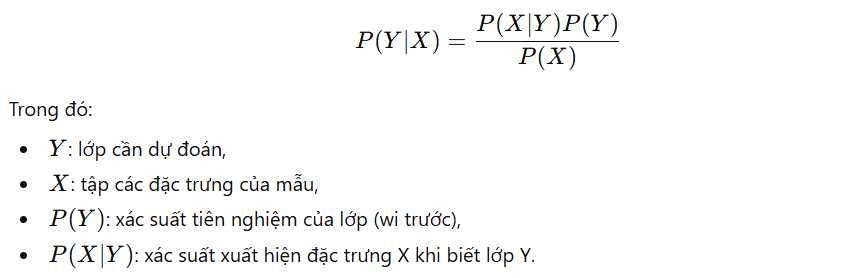 P(Y|X) = P(X|Y)P(Y) / P(X)
Trong đó:
• Y: lớp cần dự đoán,
• X: tập các đặc trưng của mẫu,
• P(Y): xác suất tiên nghiệm của lớp (wi trước),
• P(X|Y): xác suất xuất hiện đặc trưng X khi biết lớp Y.